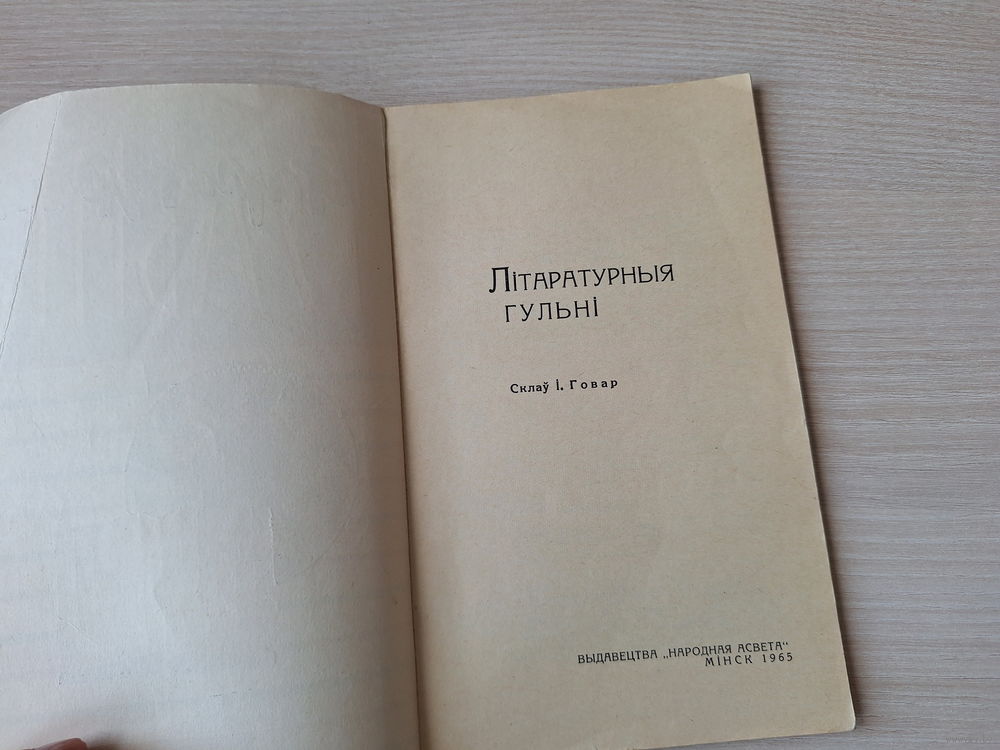 Літаратурныя
гульні
Склаў І. Говар
ВЫДАВЕЦТВА „НАРОДНАЯ АСВЕТА“
МІНСК 1965